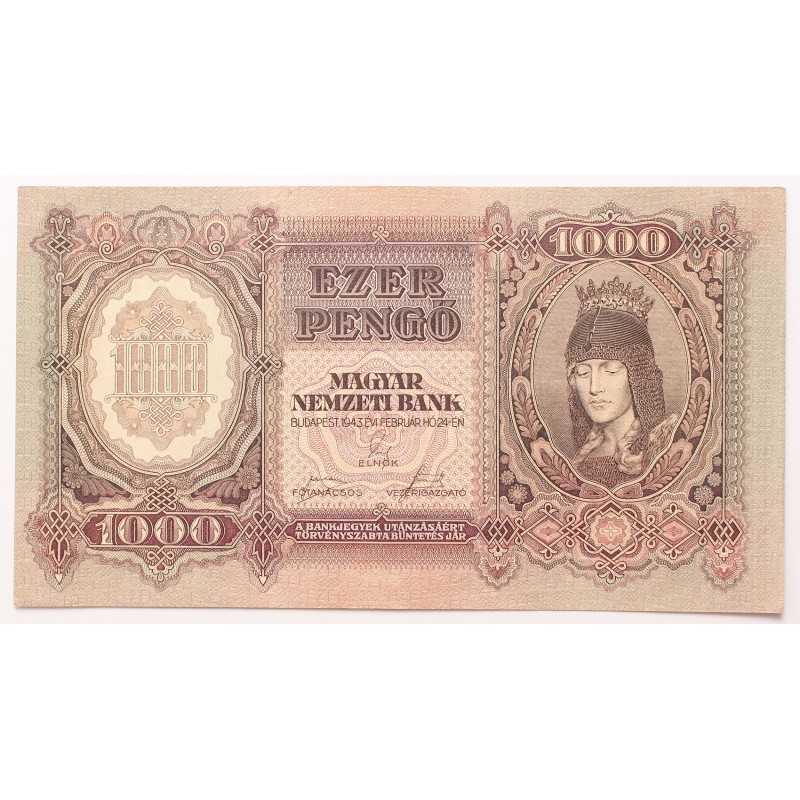 1000
EZER
PENGŐ
1000
MAGYAR
NEMZETI BANK
BUDAPEST, 1943. ÉVI FEBRUÁR HÓ 24-ÉN
ELNÖK
FŐTANÁCSOS VEZÉRIGAZGATÓ
1000
A BANKJEGYEK UTÁNZÁSÁÉRT
TÖRVÉNYSZABTA BÜNTETÉS JÁR